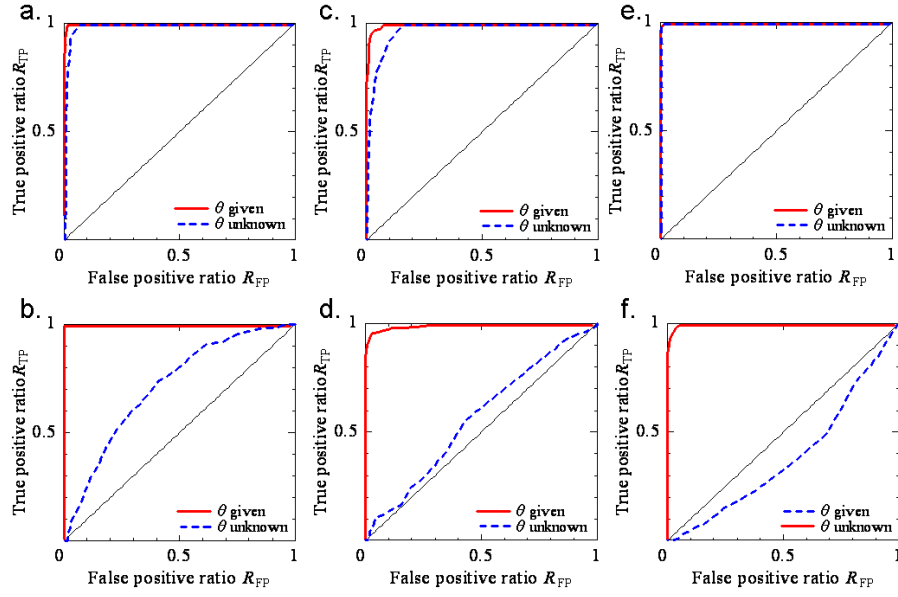 a.
1
True positive ratio R_TP
0.5
θ given
θ unknown
0
0.5
1
False positive ratio R_FP
c.
1
True positive ratio R_TP
0.5
θ given
θ unknown
0
0.5
1
False positive ratio R_FP
e.
1
True positive ratio R_TP
0.5
θ given
θ unknown
0
0.5
1
False positive ratio R_FP
b.
1
True positive ratio R_TP
0.5
θ given
θ unknown
0
0.5
1
False positive ratio R_FP
d.
1
True positive ratio R_TP
0.5
θ given
θ unknown
0
0.5
1
False positive ratio R_FP
f.
1
True positive ratio R_TP
0.5
θ given
θ unknown
0
0.5
1
False positive ratio R_FP